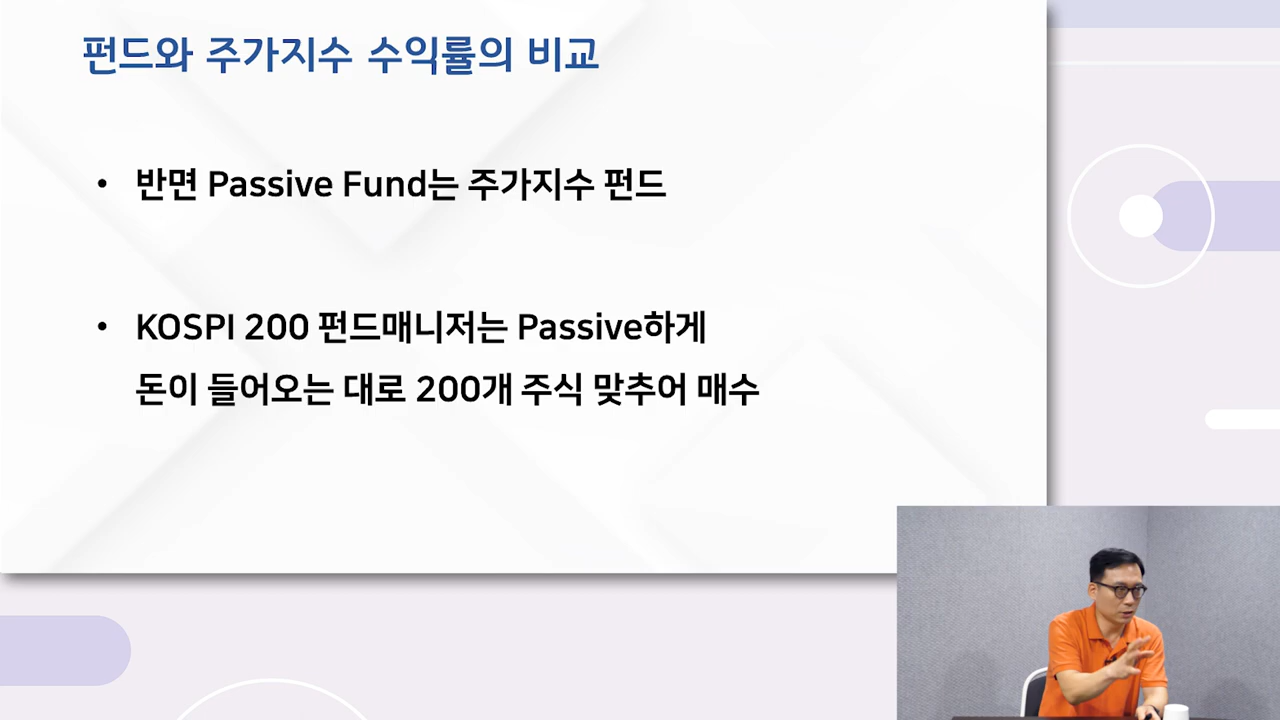 펀드와 주가지수 수익률의 비교
• 반면 Passive Fund는 주가지수 펀드
• KOSPI 200 펀드매니저는 Passive하게
돈이 들어오는 대로 200개 주식 맞추어 매수